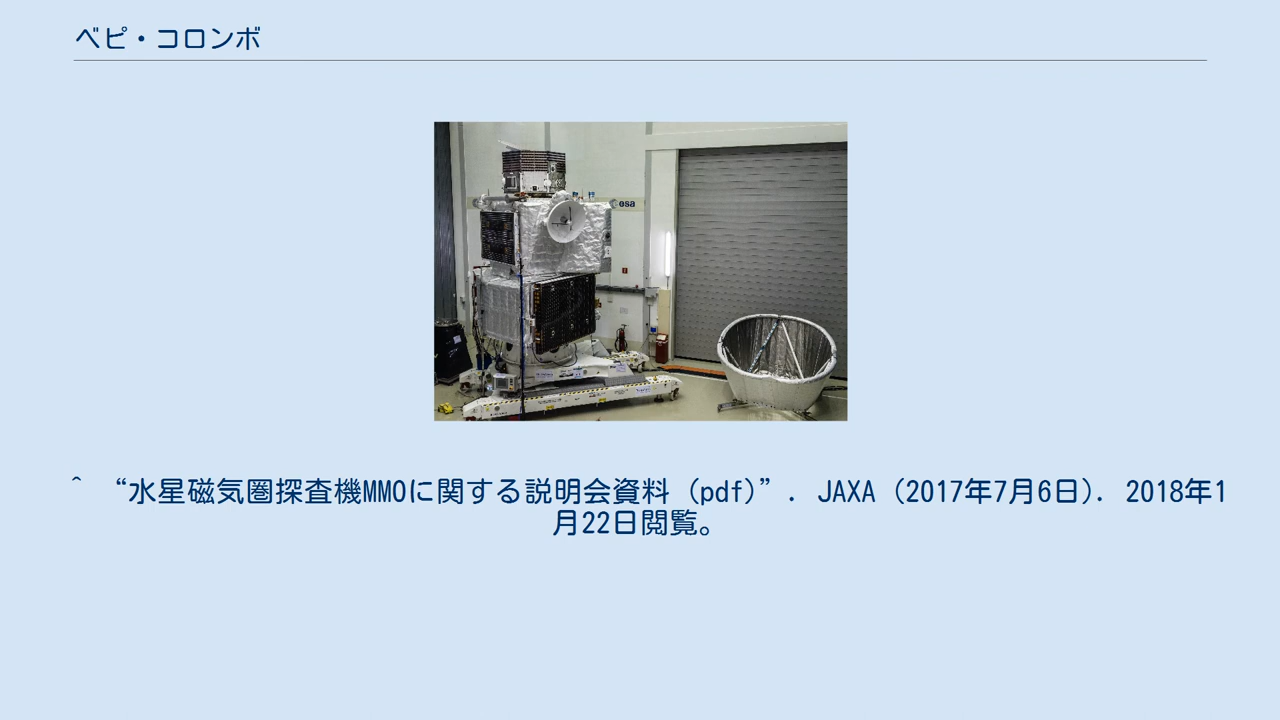 ベピ・コロンボ
esa
^ “水星磁気圏探査機MMOに関する説明会資料 (pdf)”. JAXA (2017年7月6日). 2018年1
月22日閲覧。